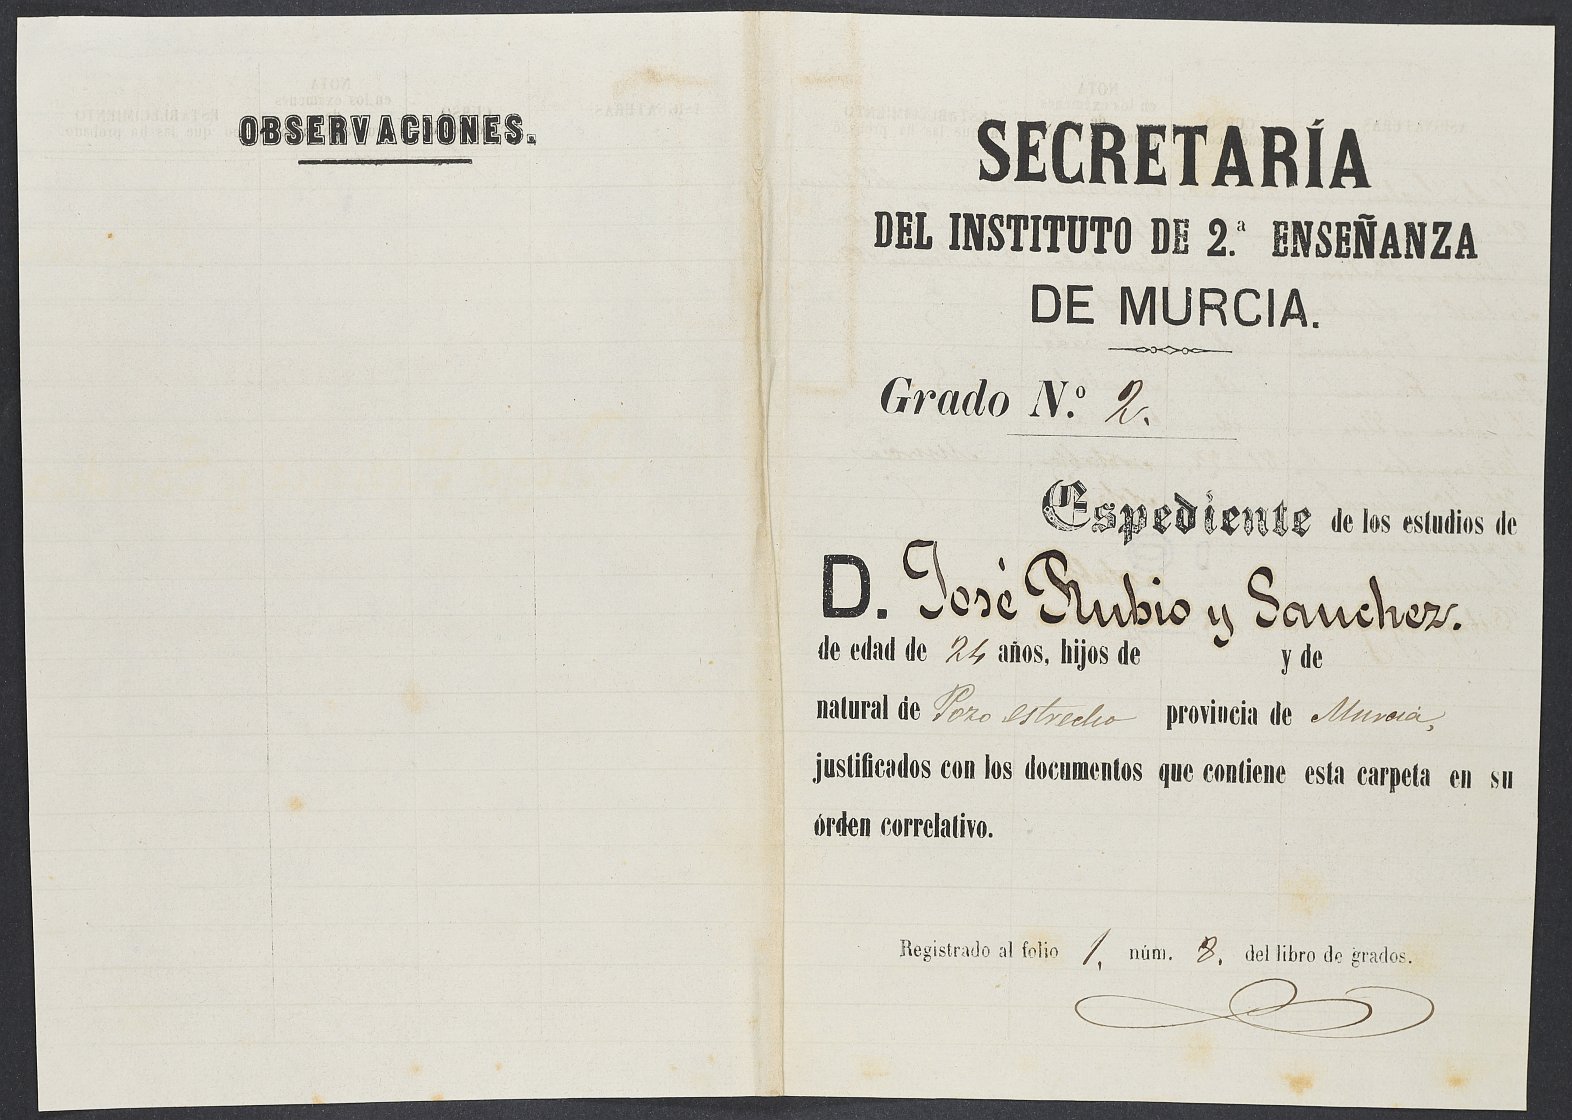 OBSERVACIONES.
SECRETARÍA
DEL INSTITUTO DE 2.ª ENSEÑANZA
DE MURCIA.
Grado N.º 2.
Espediente de los estudios de
D. José Rubio y Sanchez.
de edad de 24 años, hijos de y de
natural de Pozo estrecho provincia de Murcia,
justificados con los documentos que contiene esta carpeta en su
órden correlativo.
Registrado al folio 1, núm. 8, del libro de grados.